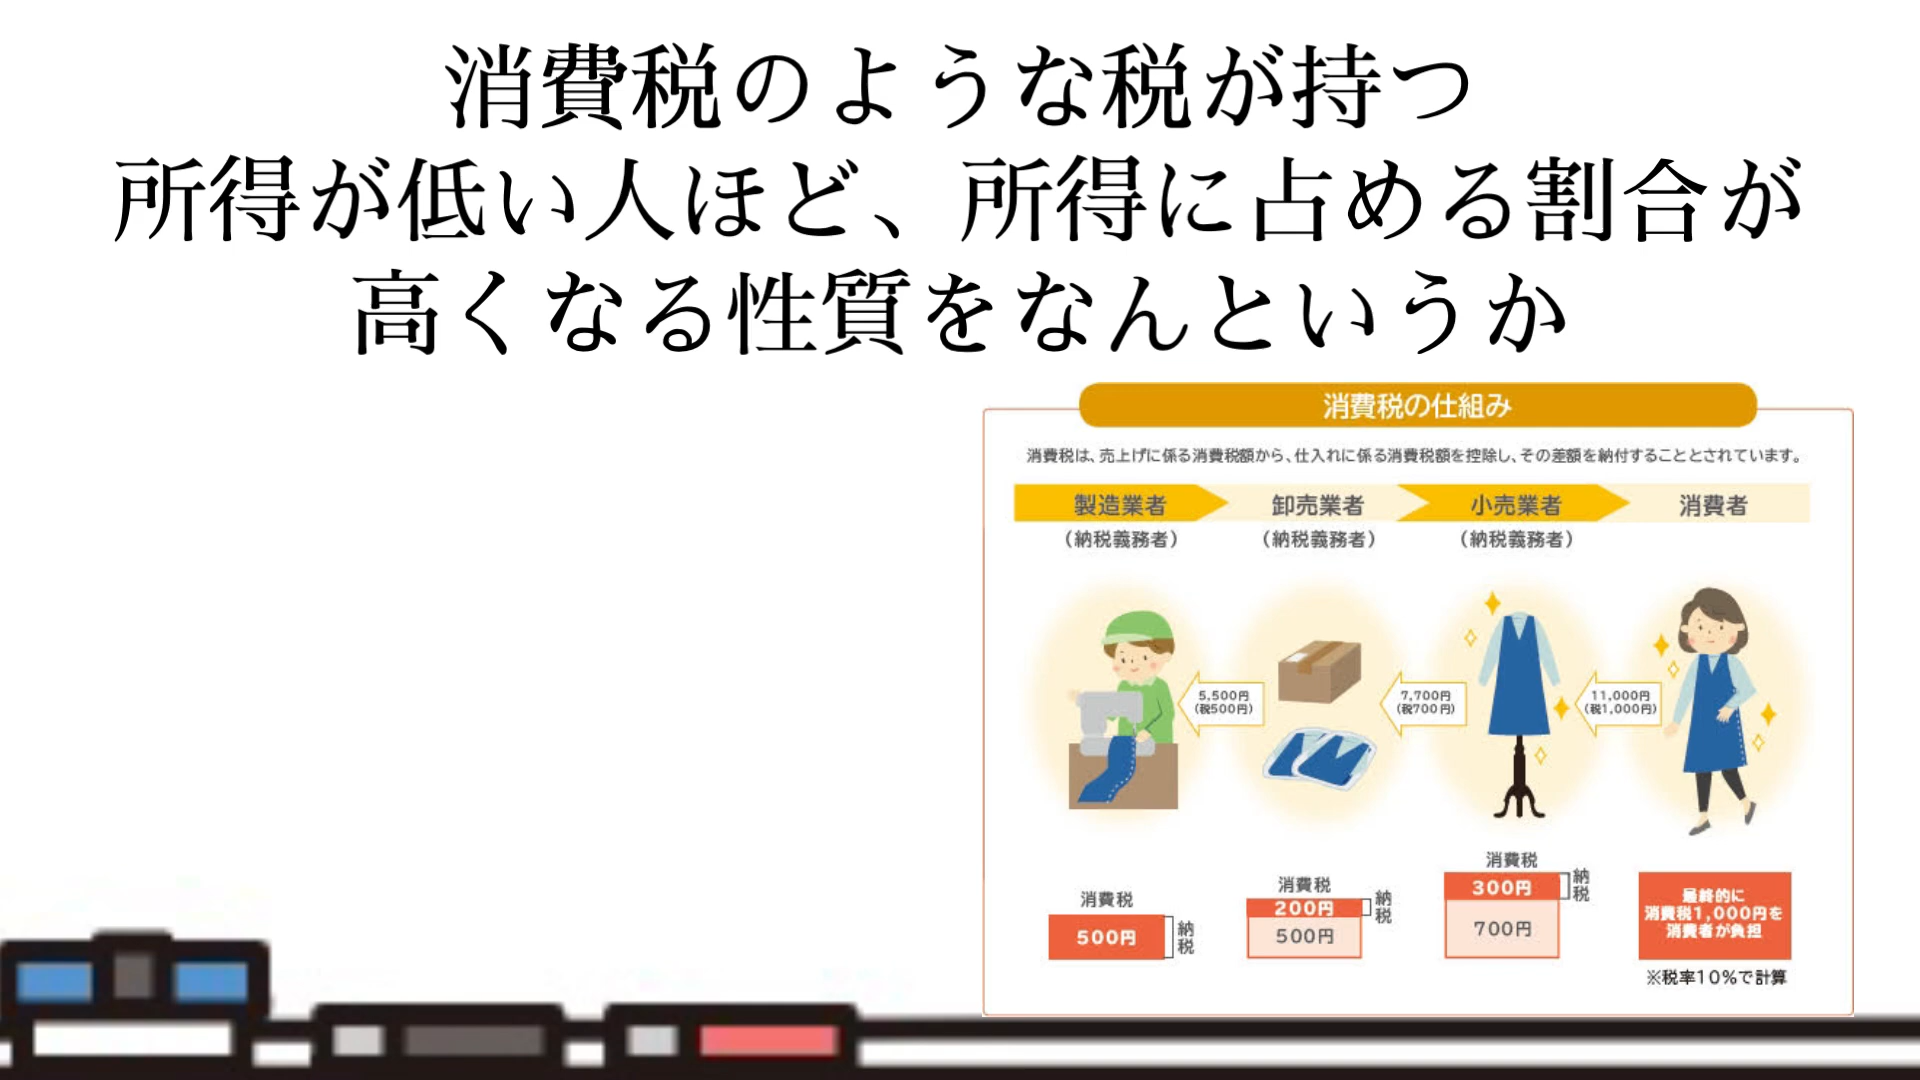 消費税のような税が持つ
所得が低い人ほど、所得に占める割合が
高くなる性質をなんというか
消費税の仕組み
消費税は、売上げに係る消費税額から、仕入れに係る消費税額を控除し、その差額を納付することとされています。
製造業者 卸売業者 小売業者 消費者
（納税義務者） （納税義務者） （納税義務者）
5,500円
（税500円）
7,700円
（税700円）
11,000円
（税1,000円）
消費税
500円
納税
消費税
200円
500円
納税
消費税
300円
700円
納税
最終的に
消費税1,000円を
消費者が負担
※税率10%で計算